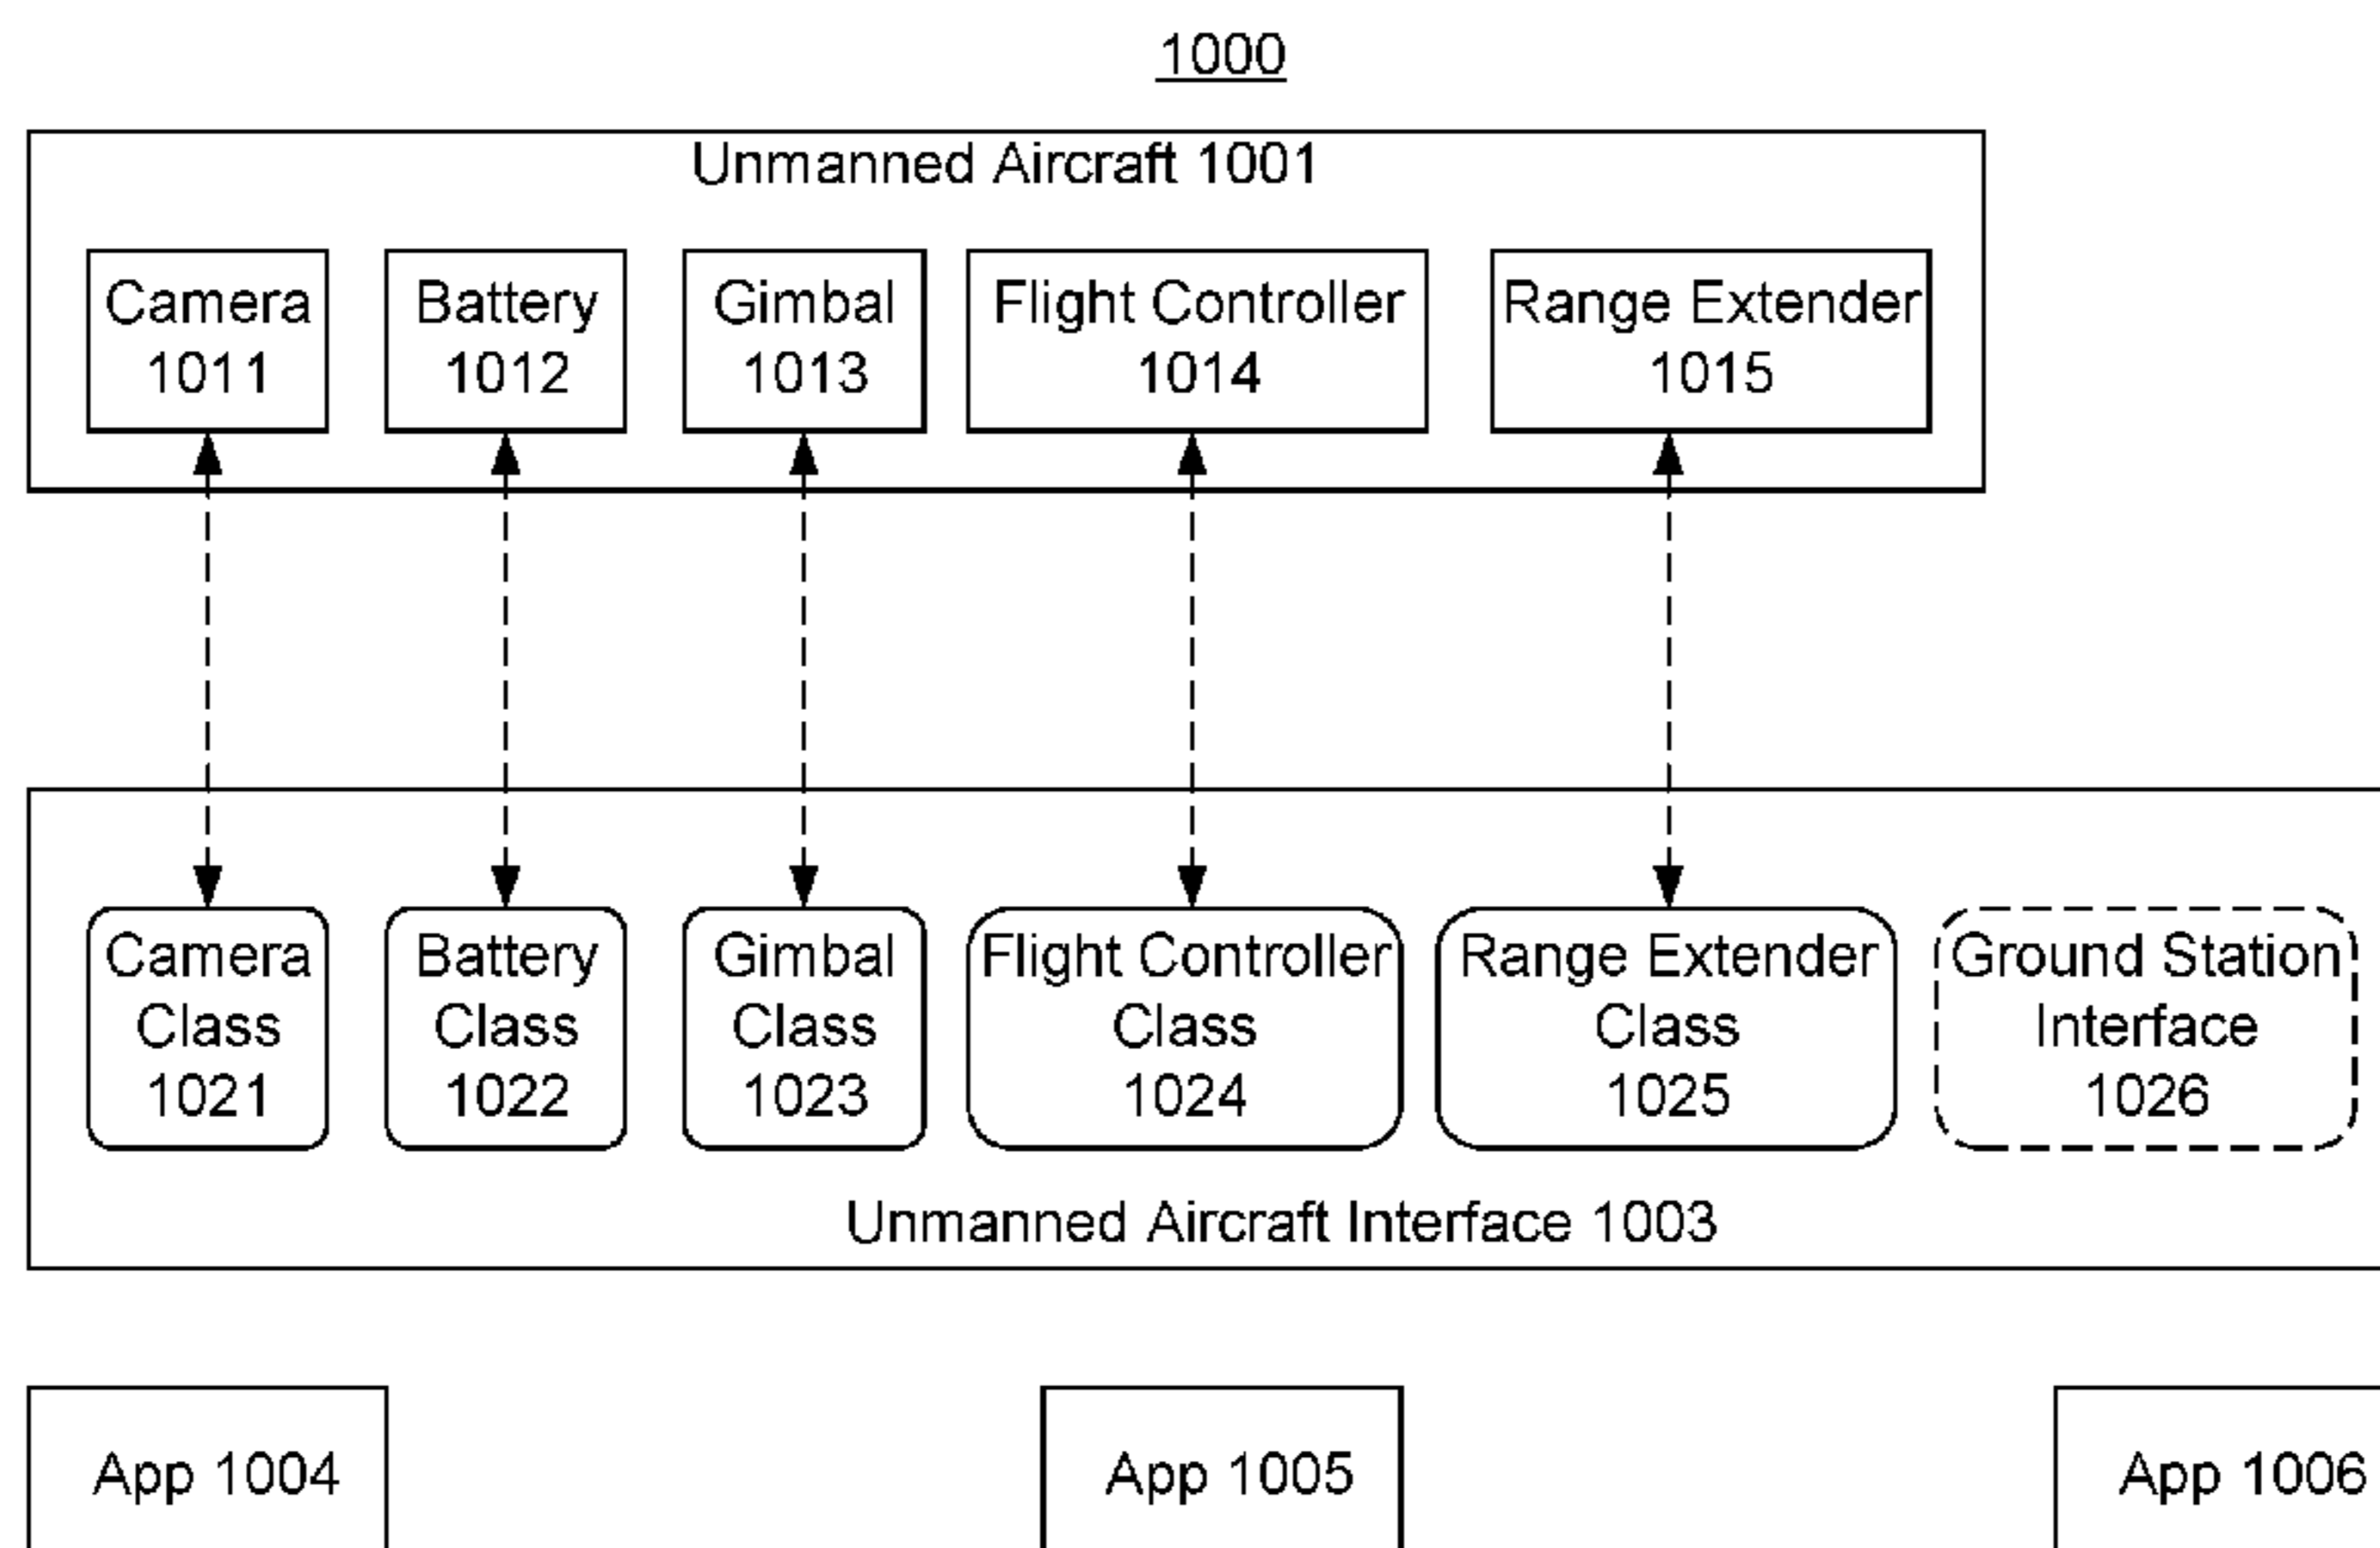 1000
Unmanned Aircraft 1001
Camera
1011
Battery
1012
Gimbal
1013
Flight Controller
1014
Range Extender
1015
Camera
Class
1021
Battery
Class
1022
Gimbal
Class
1023
Flight Controller
Class
1024
Range Extender
Class
1025
Ground Station
Interface
1026
Unmanned Aircraft Interface 1003
App 1004
App 1005
App 1006